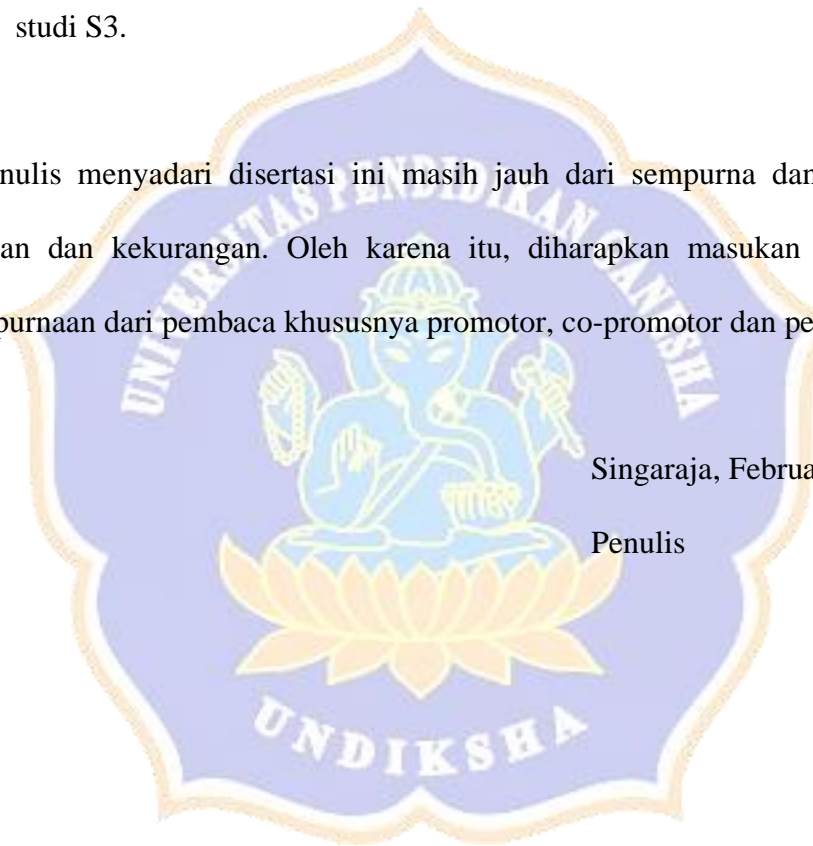 studi S3.
nulis menyadari disertasi ini masih jauh dari sempurna dan
an dan kekurangan. Oleh karena itu, diharapkan masukan
purnaan dari pembaca khususnya promotor, co-promotor dan pe
Singaraja, Februa
Penulis
UNIVERSITAS PENDIDIKAN GANESHA
UNDIKSHA